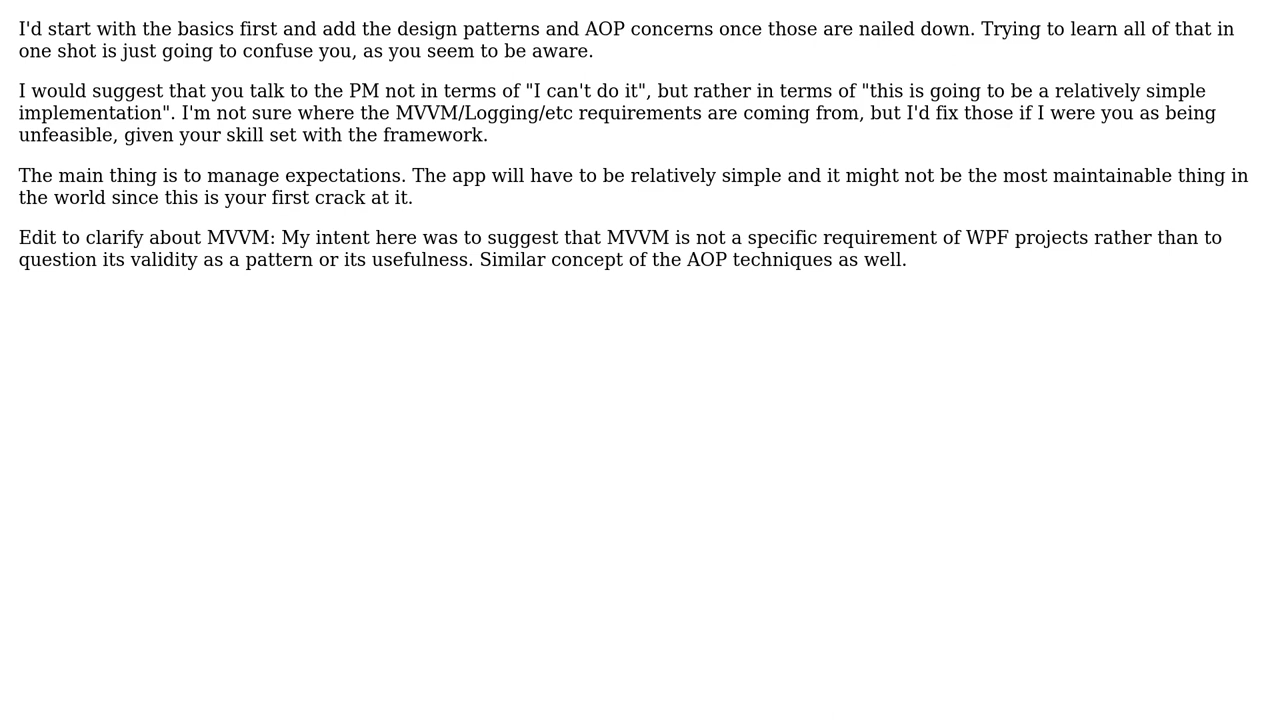 I'd start with the basics first and add the design patterns and AOP concerns once those are nailed down. Trying to learn all of that in
one shot is just going to confuse you, as you seem to be aware.
I would suggest that you talk to the PM not in terms of "I can't do it", but rather in terms of "this is going to be a relatively simple
implementation". I'm not sure where the MVVM/Logging/etc requirements are coming from, but I'd fix those if I were you as being
unfeasible, given your skill set with the framework.
The main thing is to manage expectations. The app will have to be relatively simple and it might not be the most maintainable thing in
the world since this is your first crack at it.
Edit to clarify about MVVM: My intent here was to suggest that MVVM is not a specific requirement of WPF projects rather than to
question its validity as a pattern or its usefulness. Similar concept of the AOP techniques as well.